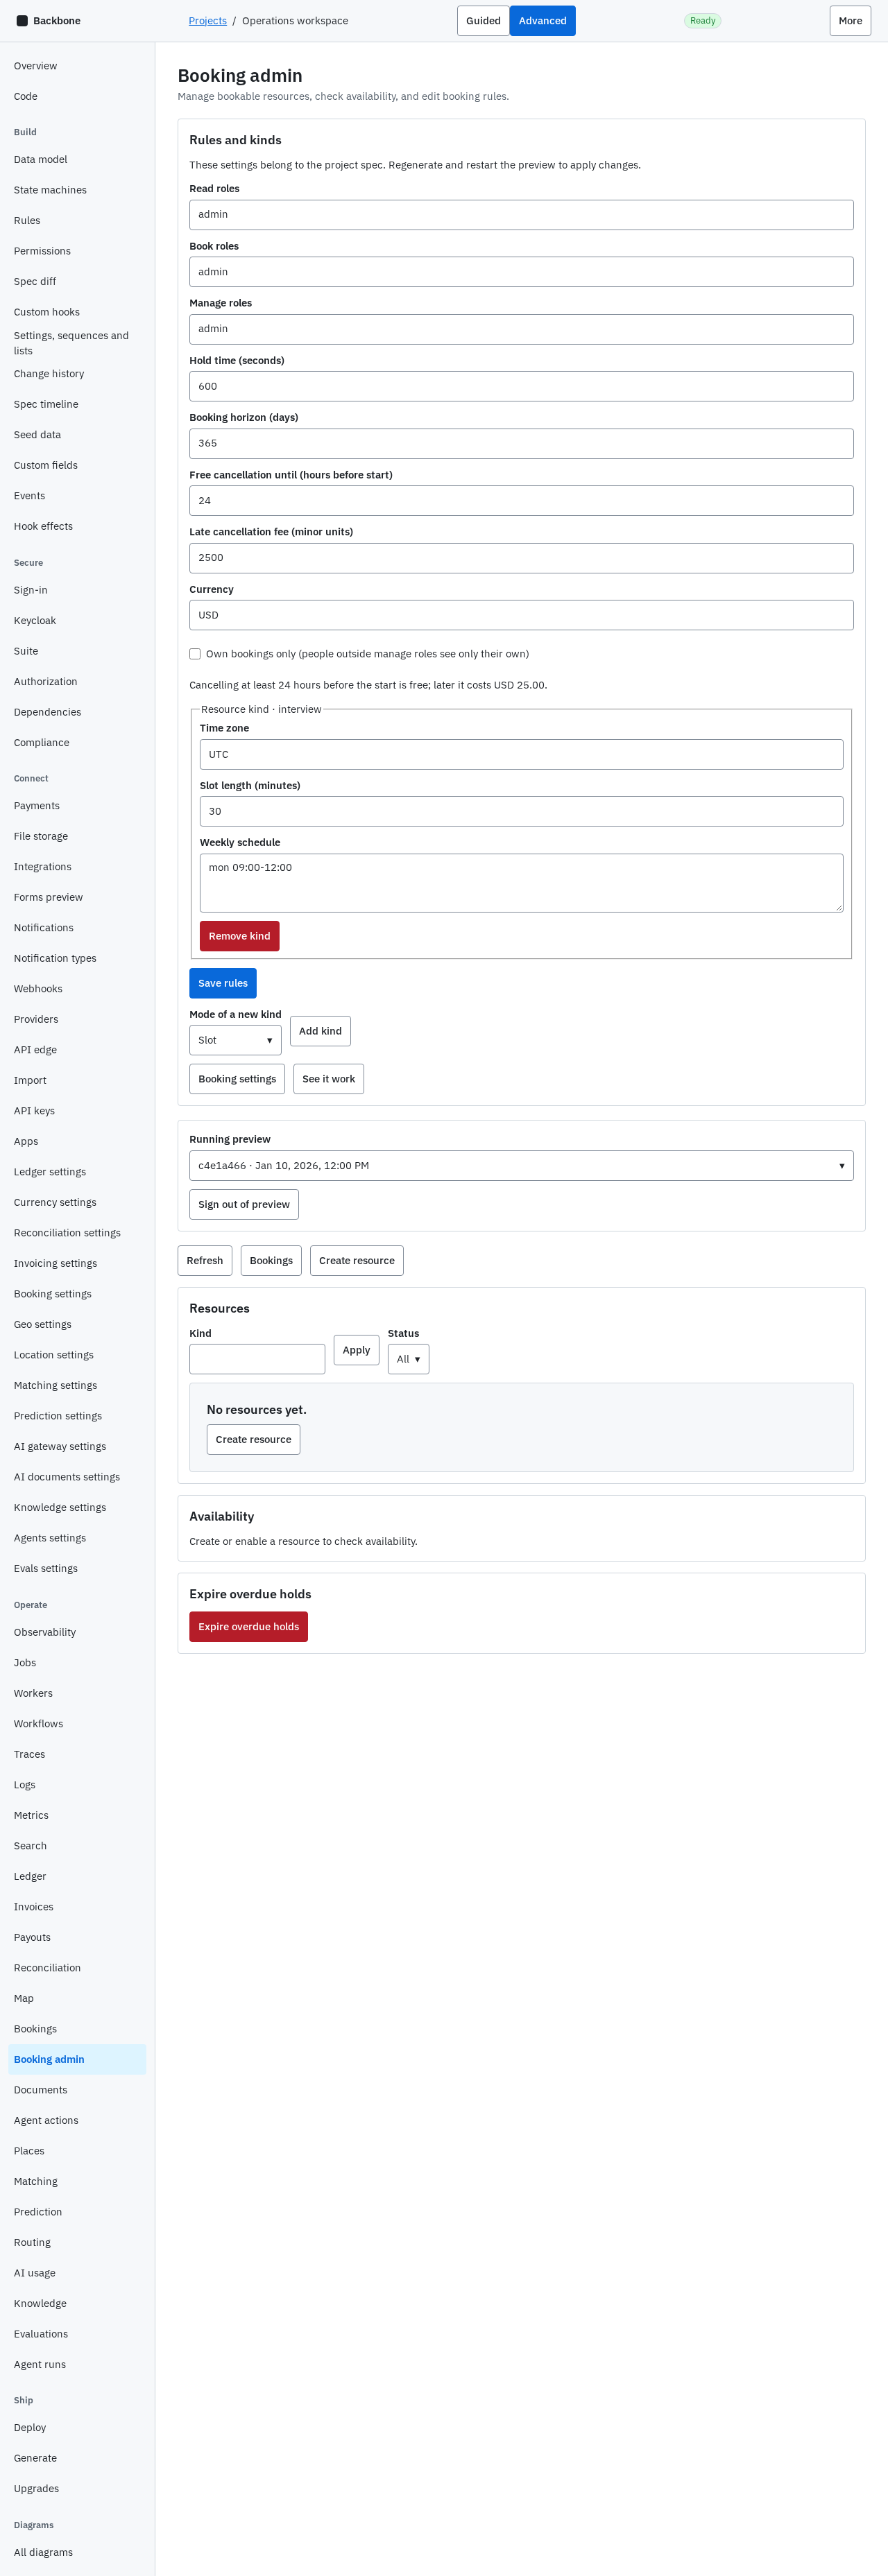 Backbone
Projects / Operations workspace
Guided
Advanced
Ready
More
Overview
Code
Build
Data model
State machines
Rules
Permissions
Spec diff
Custom hooks
Settings, sequences and
lists
Change history
Spec timeline
Seed data
Custom fields
Events
Hook effects
Secure
Sign-in
Keycloak
Suite
Authorization
Dependencies
Compliance
Connect
Payments
File storage
Integrations
Forms preview
Notifications
Notification types
Webhooks
Providers
API edge
Import
API keys
Apps
Ledger settings
Currency settings
Reconciliation settings
Invoicing settings
Booking settings
Geo settings
Location settings
Matching settings
Prediction settings
AI gateway settings
AI documents settings
Knowledge settings
Agents settings
Evals settings
Operate
Observability
Jobs
Workers
Workflows
Traces
Logs
Metrics
Search
Ledger
Invoices
Payouts
Reconciliation
Map
Bookings
Booking admin
Documents
Agent actions
Places
Matching
Prediction
Routing
AI usage
Knowledge
Evaluations
Agent runs
Ship
Deploy
Generate
Upgrades
Diagrams
All diagrams
Booking admin
Manage bookable resources, check availability, and edit booking rules.
Rules and kinds
These settings belong to the project spec. Regenerate and restart the preview to apply changes.
Read roles
admin
Book roles
admin
Manage roles
admin
Hold time (seconds)
600
Booking horizon (days)
365
Free cancellation until (hours before start)
24
Late cancellation fee (minor units)
2500
Currency
USD
Own bookings only (people outside manage roles see only their own)
Cancelling at least 24 hours before the start is free; later it costs USD 25.00.
Resource kind · interview
Time zone
UTC
Slot length (minutes)
30
Weekly schedule
mon 09:00-12:00
Remove kind
Save rules
Mode of a new kind
Slot
Add kind
Booking settings
See it work
Running preview
c4e1a466 · Jan 10, 2026, 12:00 PM
Sign out of preview
Refresh
Bookings
Create resource
Resources
Kind
Apply
Status
All
No resources yet.
Create resource
Availability
Create or enable a resource to check availability.
Expire overdue holds
Expire overdue holds